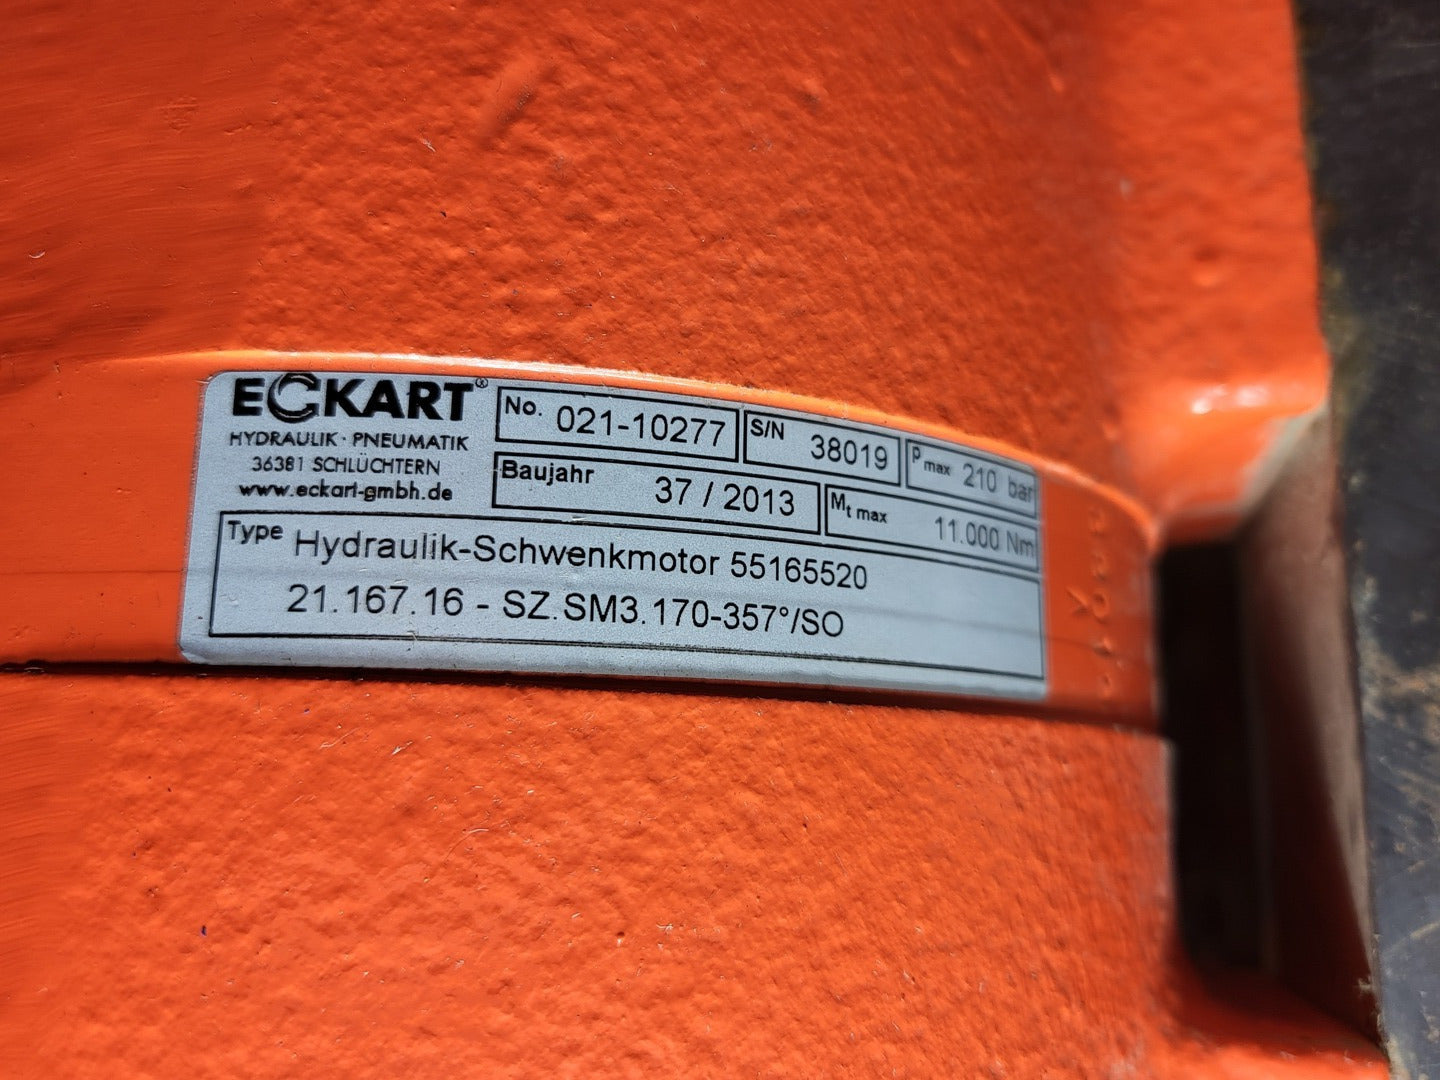 ECKART®
HYDRAULIK · PNEUMATIK
36381 SCHLÜCHTERN
www.eckart-gmbh.de
No. 021-10277
S/N 38019
P max 210 bar
Baujahr 37 / 2013
Mt max 11.000 Nm
Type Hydraulik-Schwenkmotor 55165520
21.167.16 - SZ.SM3.170-357°/SO